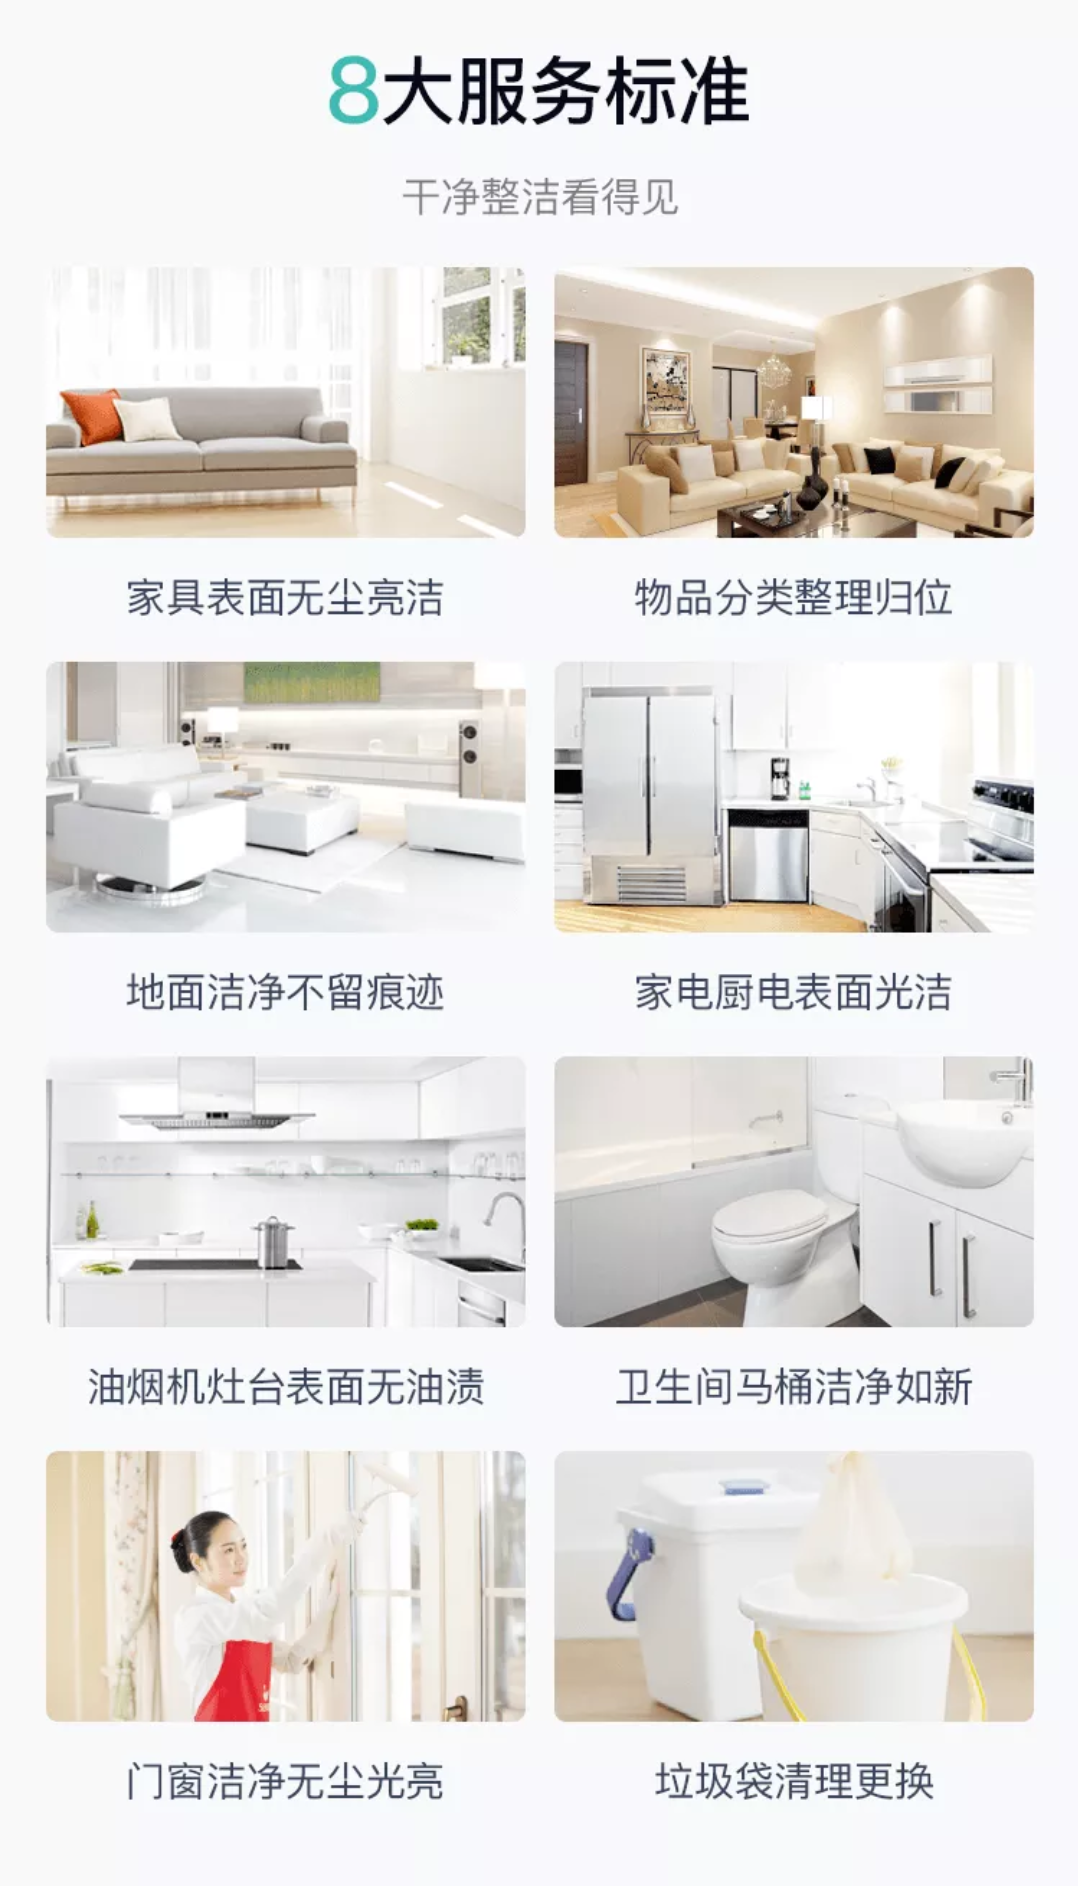 8大服务标准
干净整洁看得见
家具表面无尘亮洁
物品分类整理归位
地面洁净不留痕迹
家电厨电表面光洁
油烟机灶台表面无油渍
卫生间马桶洁净如新
门窗洁净无尘光亮
垃圾袋清理更换